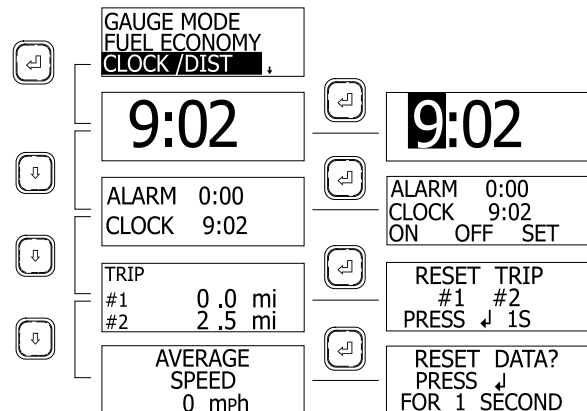 GAUGE MODE
FUEL ECONOMY
CLOCK /DIST
9:02
9:02
ALARM 0:00
CLOCK 9:02
ALARM 0:00
CLOCK 9:02
ON OFF SET
TRIP
#1 0.0 mi
#2 2.5 mi
RESET TRIP
#1 #2
PRESS ↲ 1S
AVERAGE
SPEED
0 mph
RESET DATA?
PRESS ↲
FOR 1 SECOND